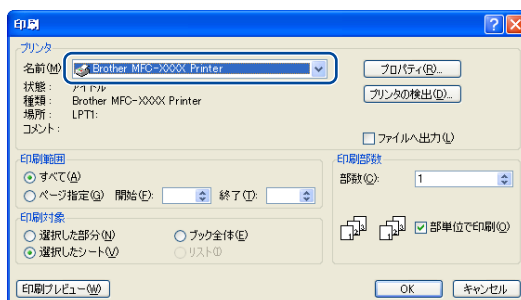 印刷
プリンタ
名前(M): Brother MFC-XXXX Printer プロパティ(R)...
状態: アイドル
種類: Brother MFC-XXXX Printer プリンタの検出(D)...
場所: LPT1:
コメント: ファイルへ出力(L)
印刷範囲 印刷部数
すべて(A) 部数(C): 1
ページ指定(G) 開始(F): 終了(T):
印刷対象
選択した部分(N) ブック全体(E) 部単位で印刷(O)
選択したシート(V) リスト(I)
印刷プレビュー(W) OK キャンセル